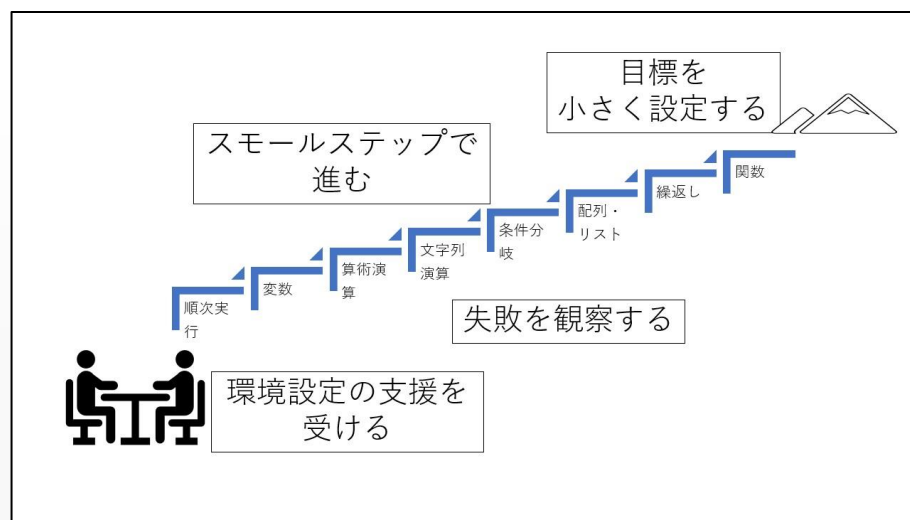 目標を
小さく設定する
スモールステップで
進む
関数
繰返し
配列・
リスト
条件分
岐
文字列
演算
算術演
算
変数
順次実
行
失敗を観察する
環境設定の支援を
受ける